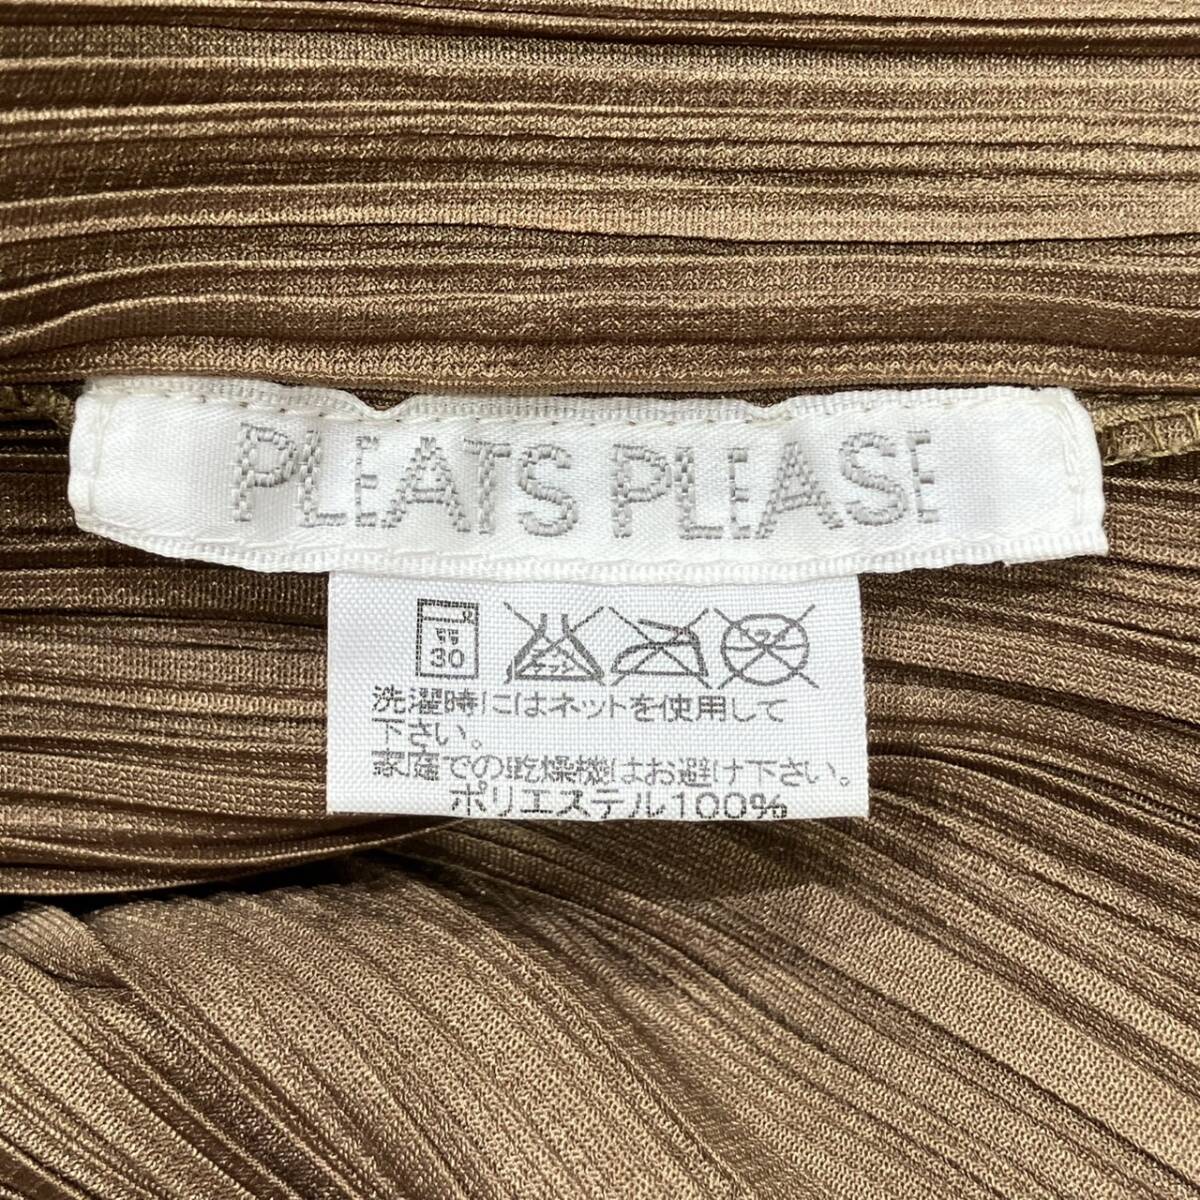 PLEATS PLEASE
30
洗濯時にはネットを使用して
下さい。
家庭での乾燥機はお避け下さい。
ポリエステル100%